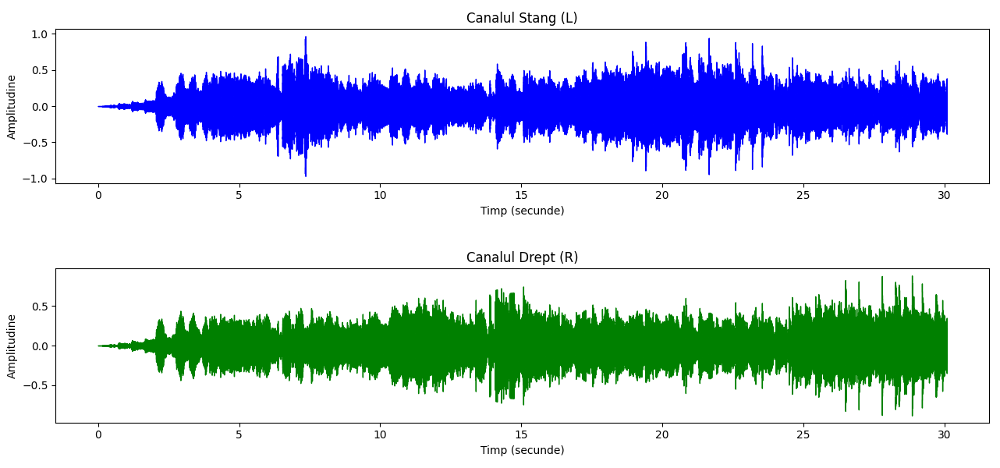 Canalul Stang (L)
1.0
0.5
0.0
−0.5
−1.0
Amplitudine
0 5 10 15 20 25 30
Timp (secunde)
Canalul Drept (R)
0.5
0.0
−0.5
Amplitudine
0 5 10 15 20 25 30
Timp (secunde)